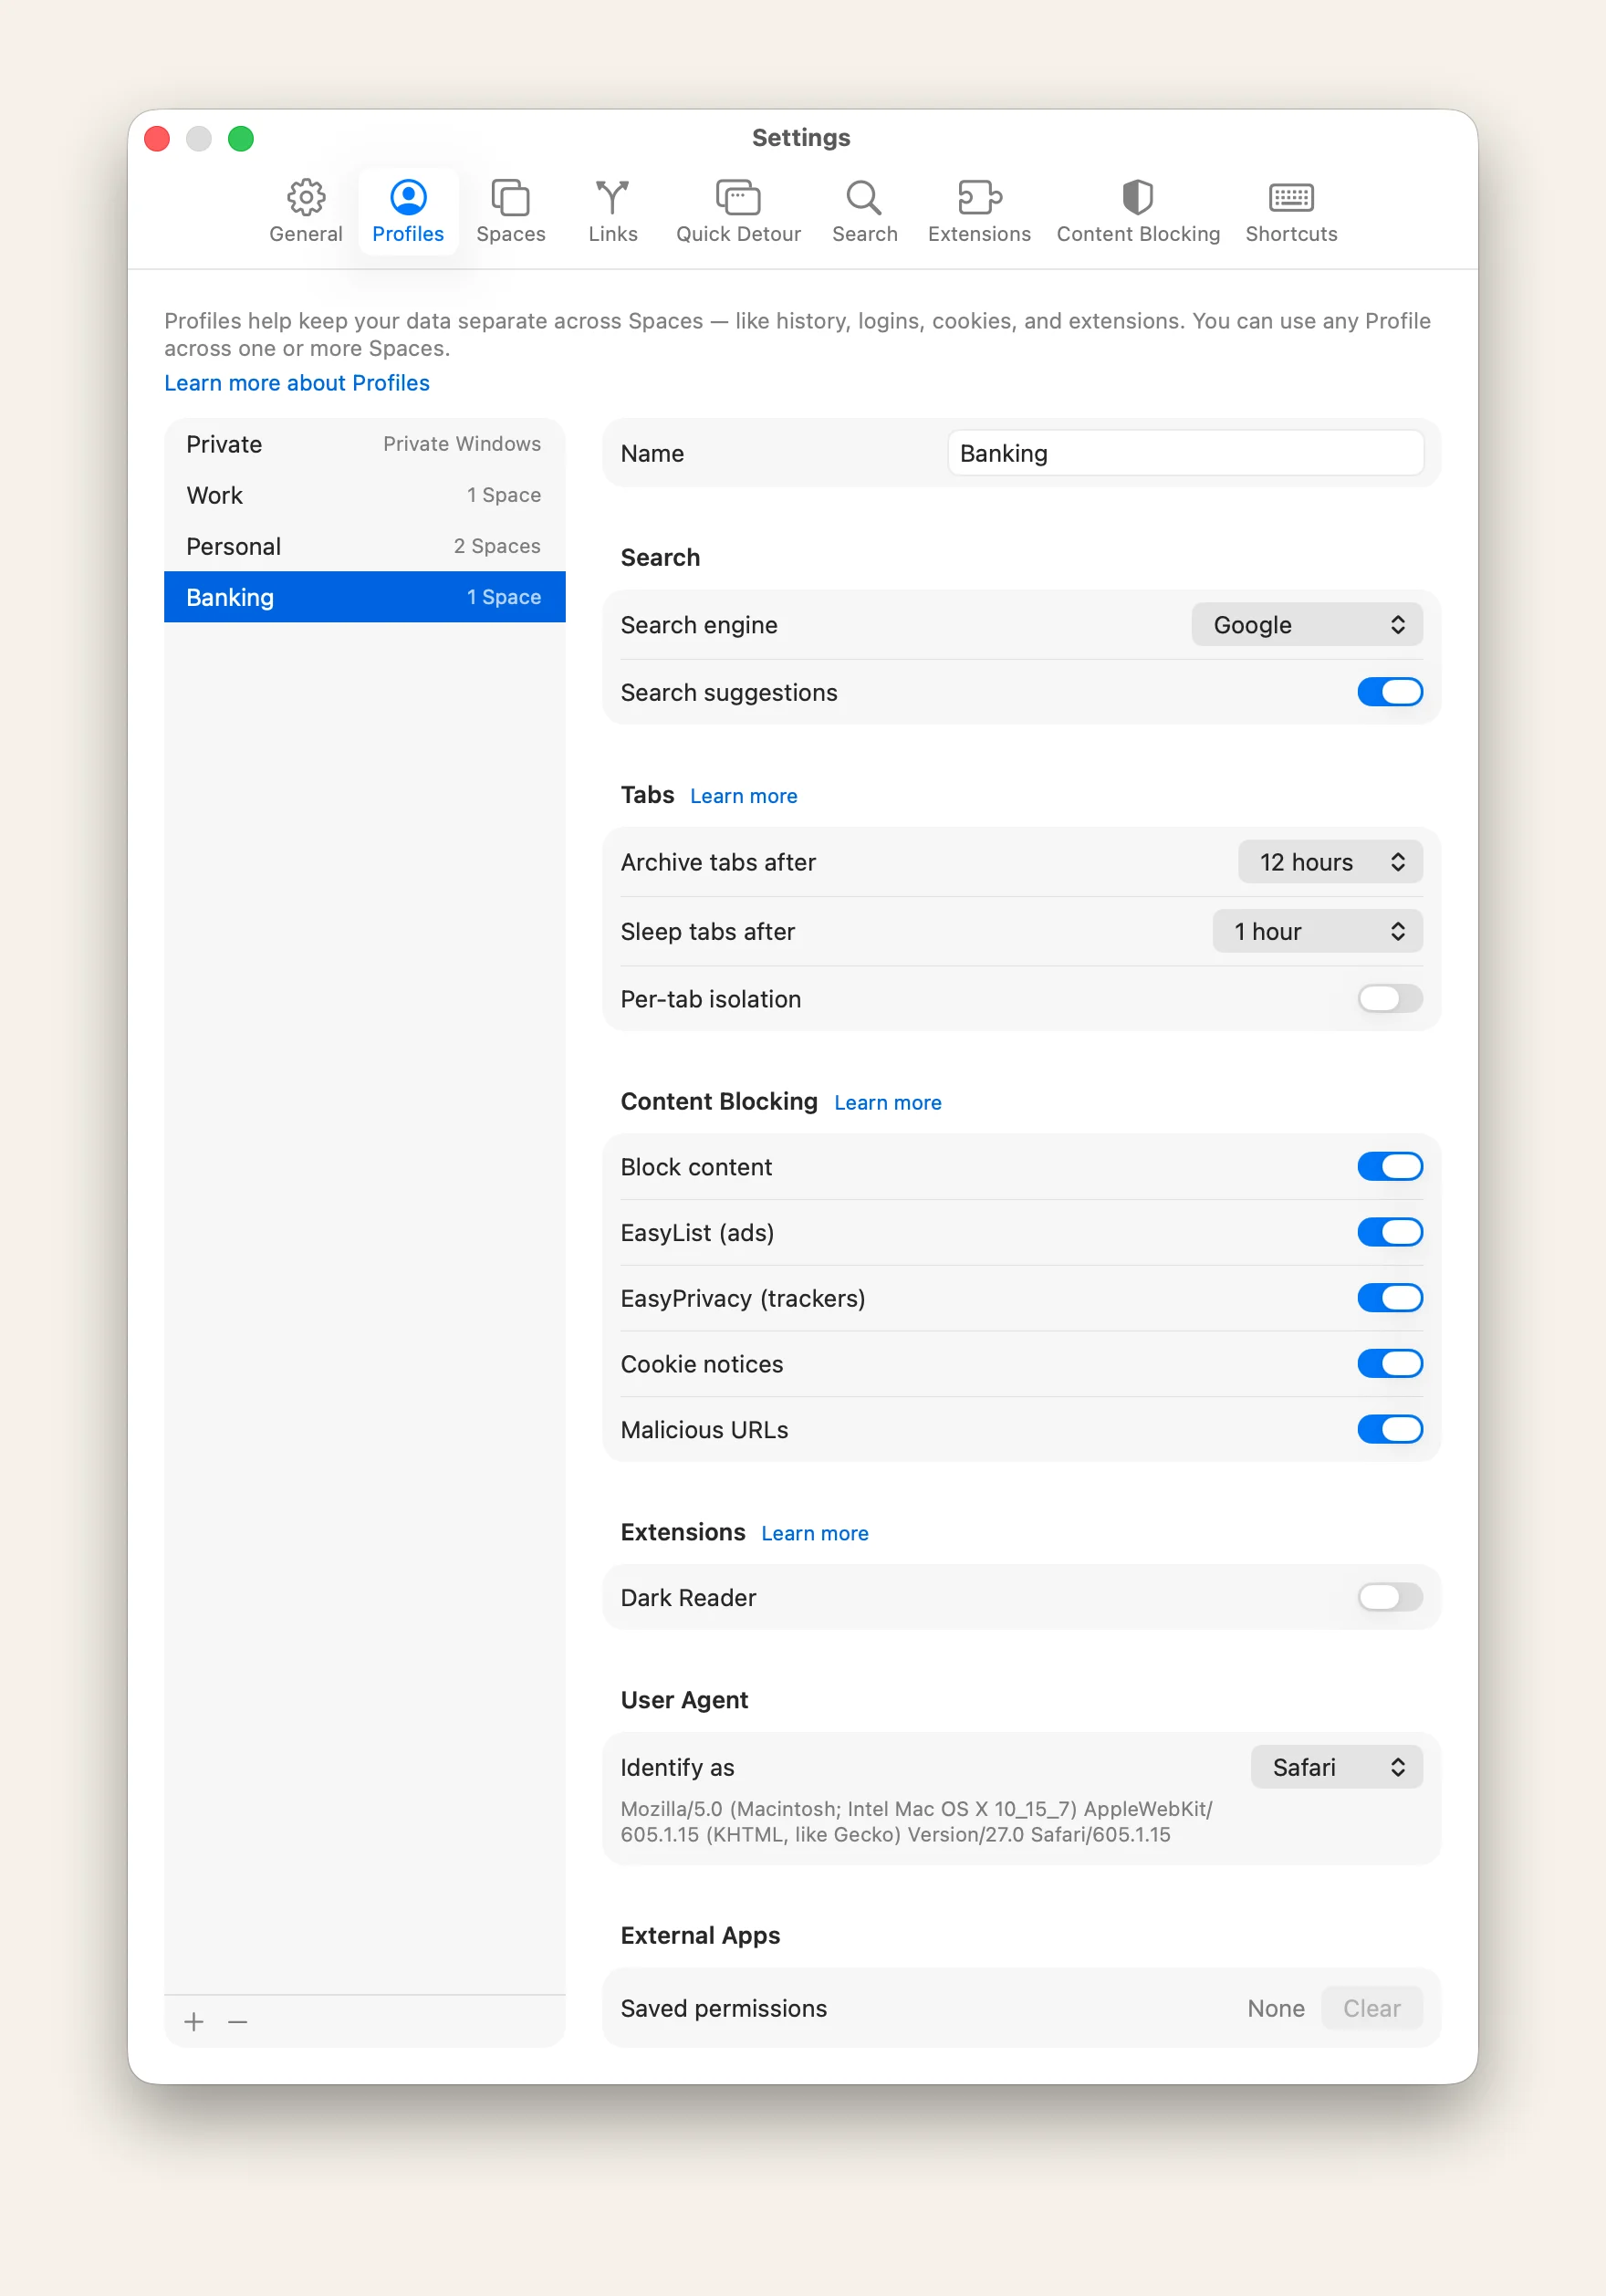 Settings
General
Profiles
Spaces
Links
Quick Detour
Search
Extensions
Content Blocking
Shortcuts
Profiles help keep your data separate across Spaces — like history, logins, cookies, and extensions. You can use any Profile
across one or more Spaces.
Learn more about Profiles
Private Private Windows
Work 1 Space
Personal 2 Spaces
Banking 1 Space
Name Banking
Search
Search engine Google
Search suggestions
Tabs Learn more
Archive tabs after 12 hours
Sleep tabs after 1 hour
Per-tab isolation
Content Blocking Learn more
Block content
EasyList (ads)
EasyPrivacy (trackers)
Cookie notices
Malicious URLs
Extensions Learn more
Dark Reader
User Agent
Identify as Safari
Mozilla/5.0 (Macintosh; Intel Mac OS X 10_15_7) AppleWebKit/
605.1.15 (KHTML, like Gecko) Version/27.0 Safari/605.1.15
External Apps
Saved permissions None Clear